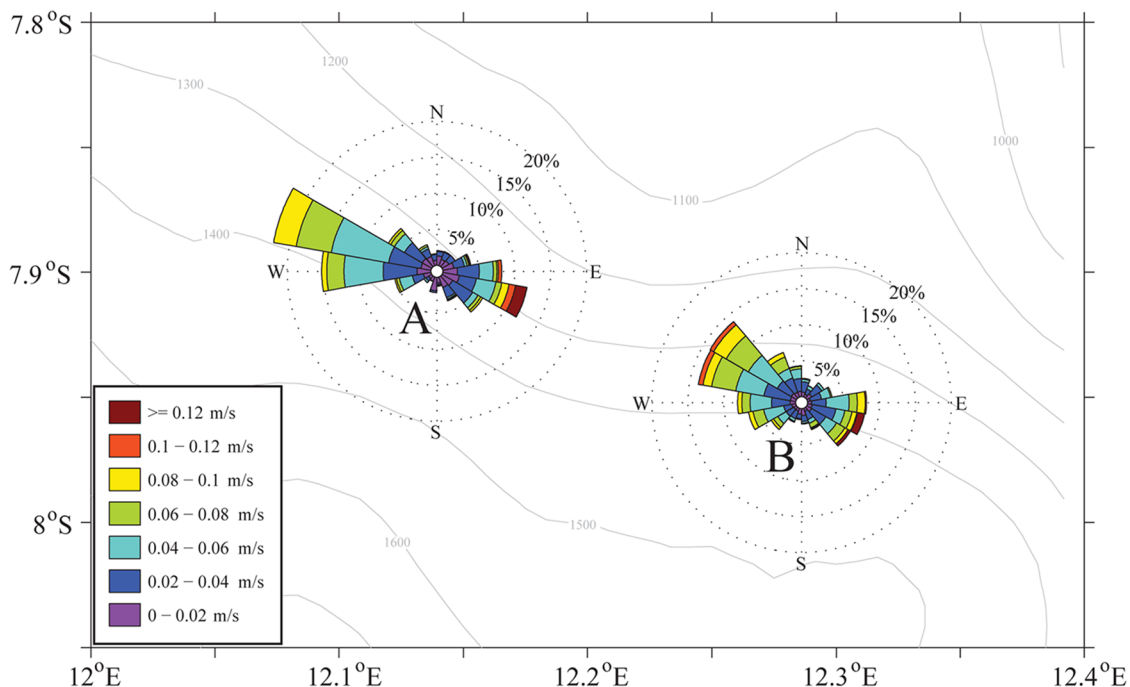 7.8°S
1200
1300
N
20%
1000
15%
10%
1100
5%
1400
7.9°S
W
E
N
A
20%
15%
10%
5%
W
E
>= 0.12 m/s
0.1 – 0.12 m/s
S
B
0.08 – 0.1 m/s
0.06 – 0.08 m/s
8°S
1500
0.04 – 0.06 m/s
1600
S
0.02 – 0.04 m/s
0 – 0.02 m/s
12°E
12.1°E
12.2°E
12.3°E
12.4°E